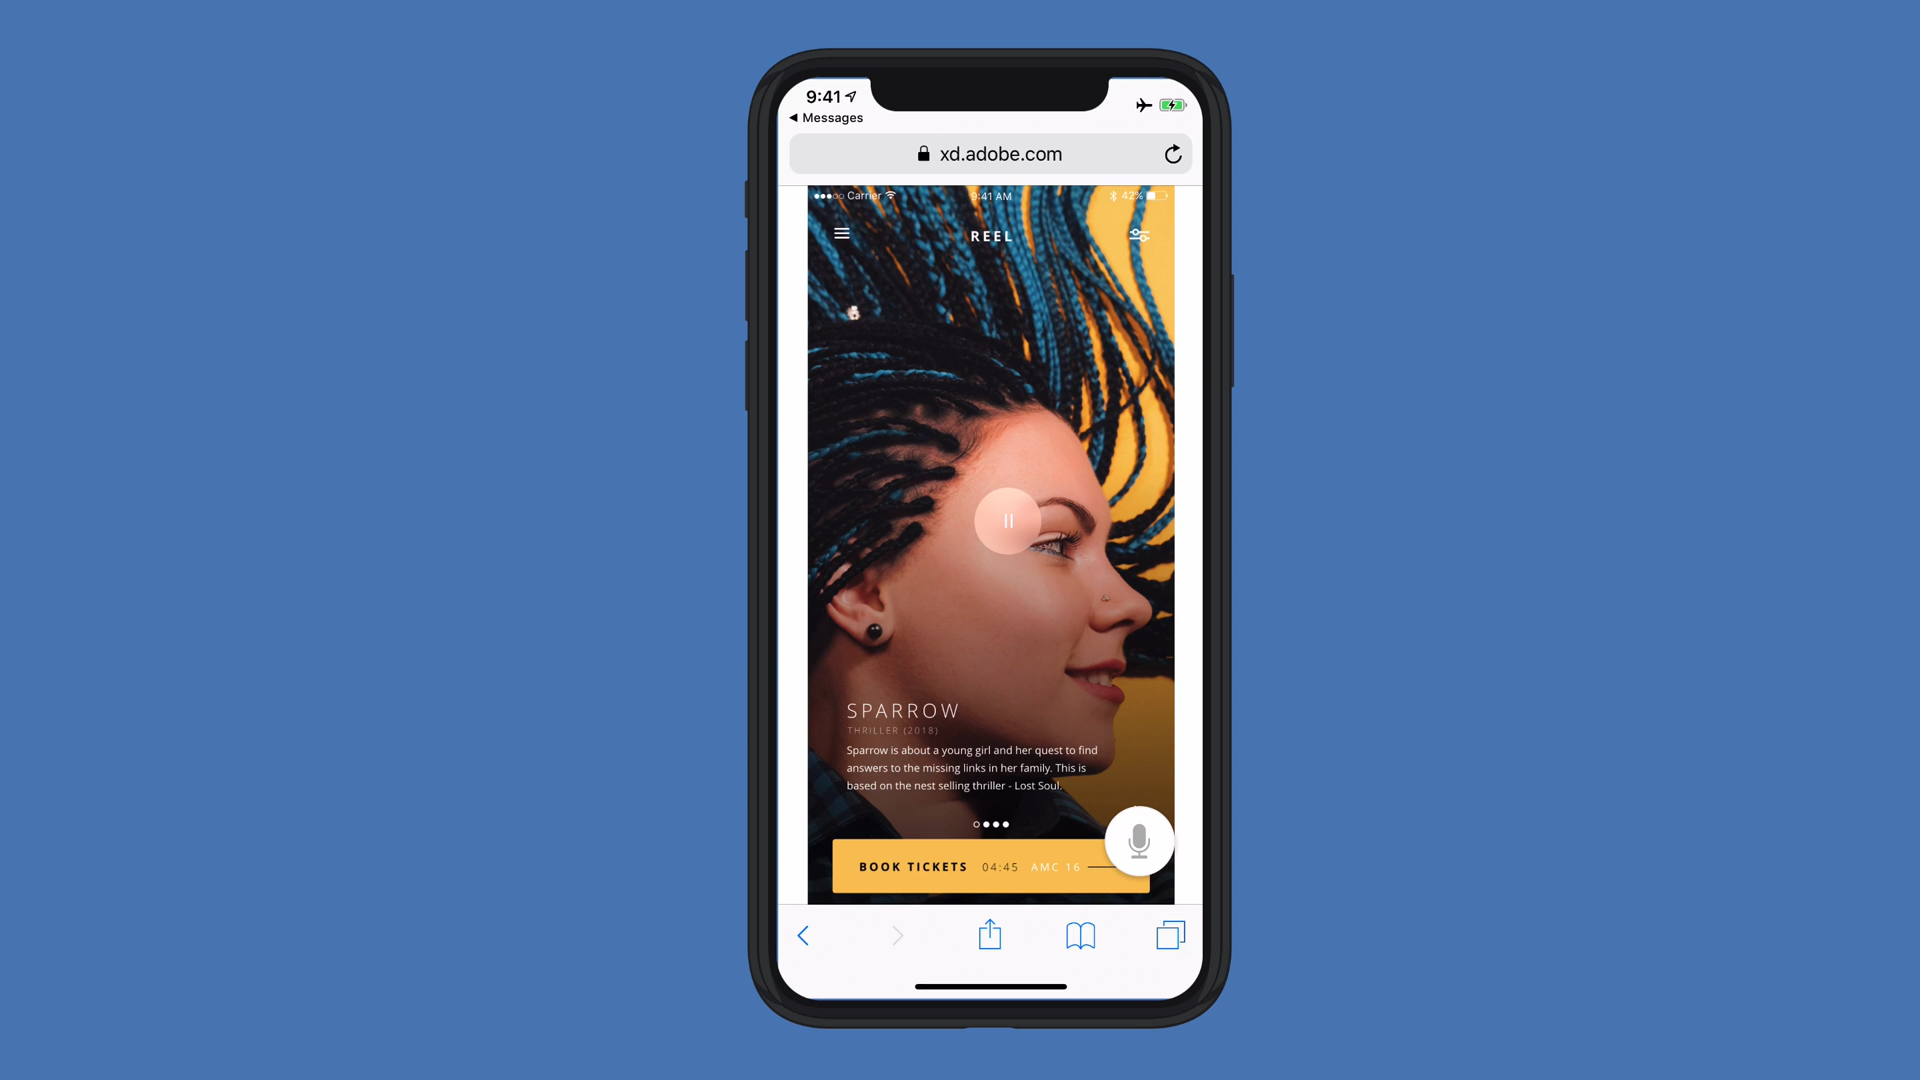 9:41
Messages
xd.adobe.com
Carrier 9:41 AM 42%
REEL
SPARROW
THRILLER (2018)
Sparrow is about a young girl and her quest to find
answers to the missing links in her family. This is
based on the nest selling thriller - Lost Soul.
BOOK TICKETS 04:45 AMC 16